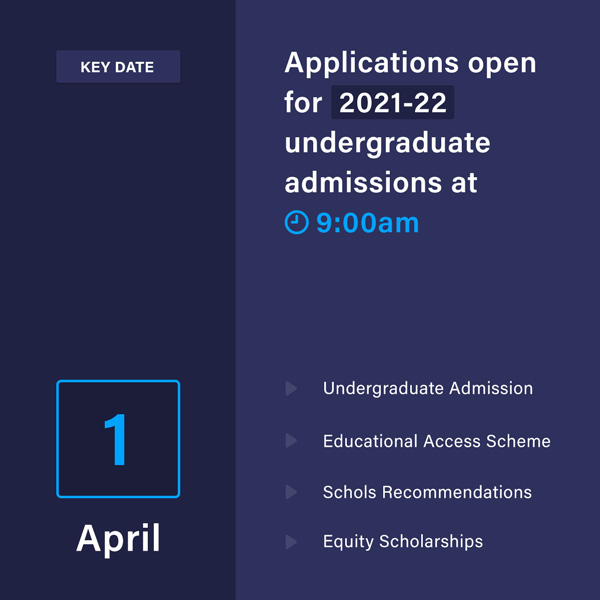 KEY DATE
Applications open
for 2021-22
undergraduate
admissions at
9:00am
1
April
Undergraduate Admission
Educational Access Scheme
Schols Recommendations
Equity Scholarships